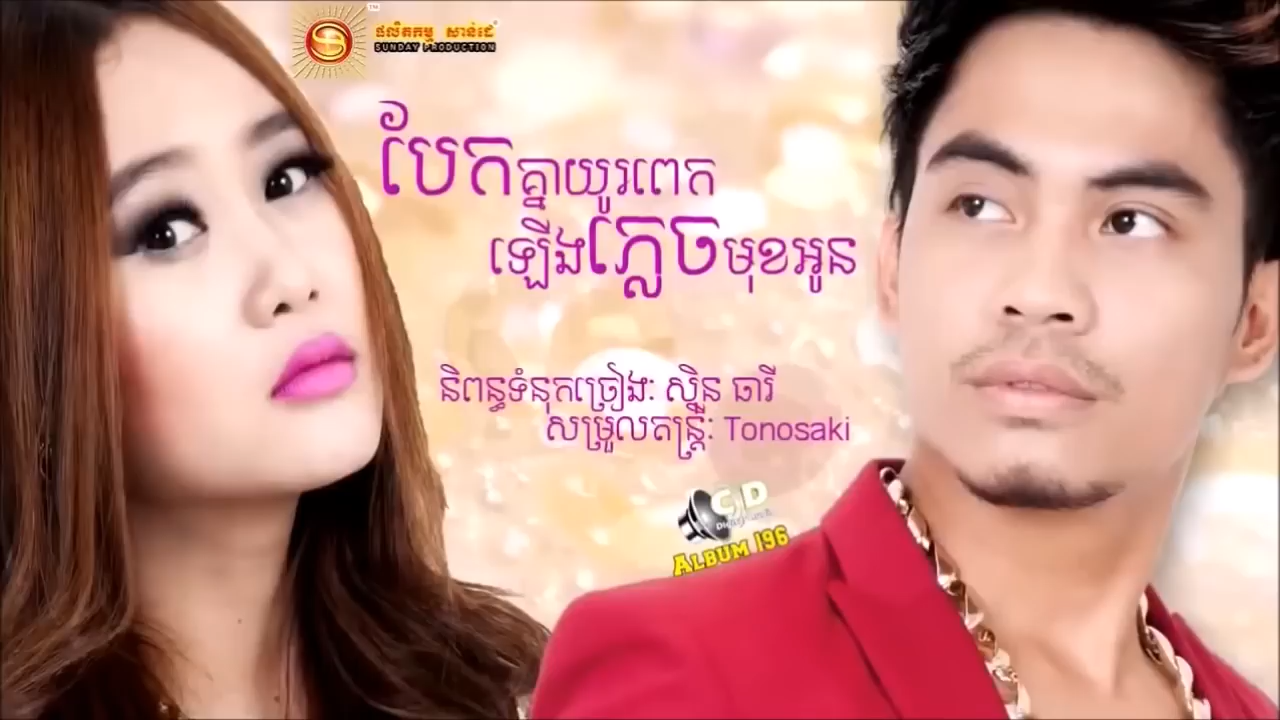 ផលិតកម្ម សាន់ដេ
SUNDAY PRODUCTION
បែកគ្នាយូរពេក
ឡើងភ្លេចមុខអូន
និពន្ធទំនុកច្រៀង: ស៊ិន ឆារី
សម្រួលតន្ត្រី: Tonosaki
CD
ALBUM 196